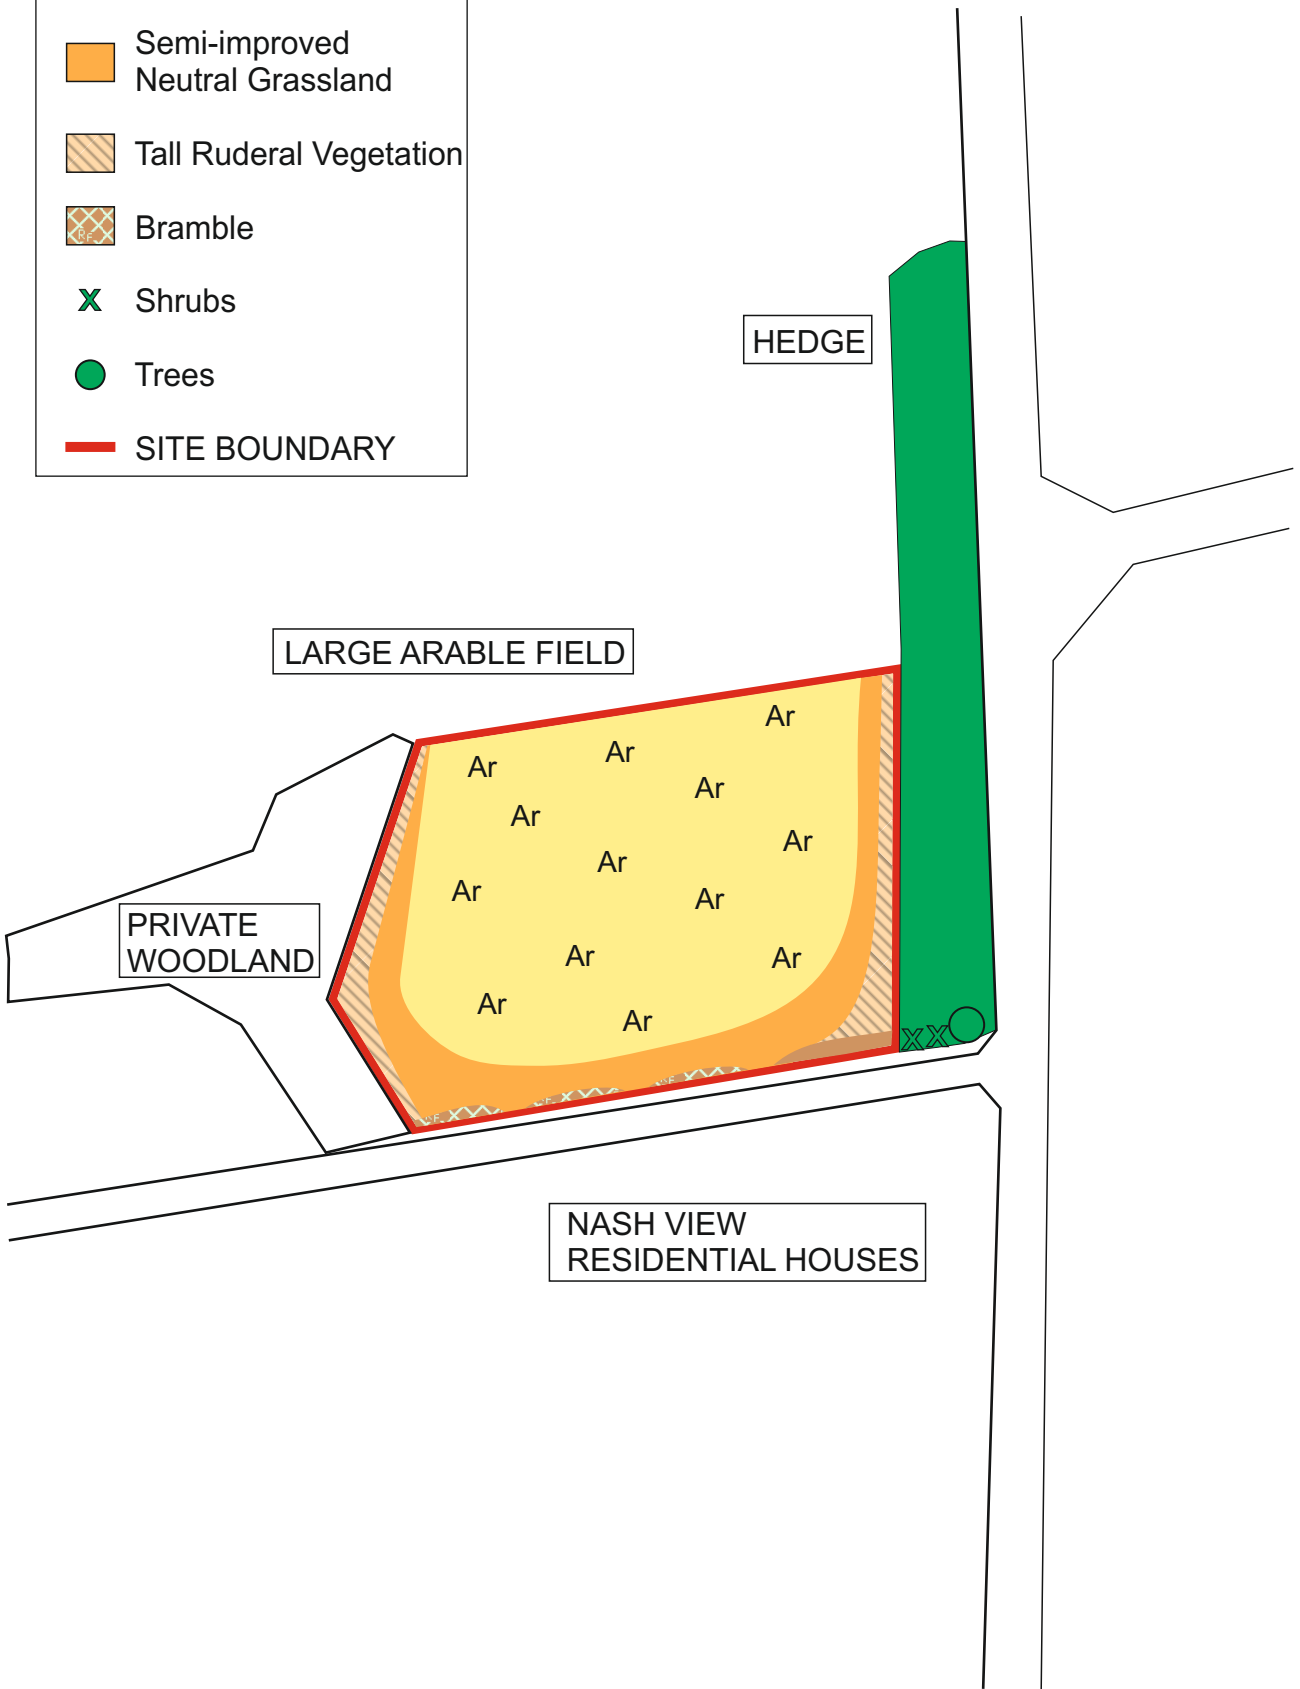 Semi-improved
Neutral Grassland
Tall Ruderal Vegetation
RF
Bramble
x Shrubs
Trees
SITE BOUNDARY
HEDGE
LARGE ARABLE FIELD
Ar
Ar
Ar
Ar
Ar
Ar
Ar
Ar
Ar
Ar
PRIVATE
WOODLAND
Ar
Ar
Ar
Ar
X X
NASH VIEW
RESIDENTIAL HOUSES